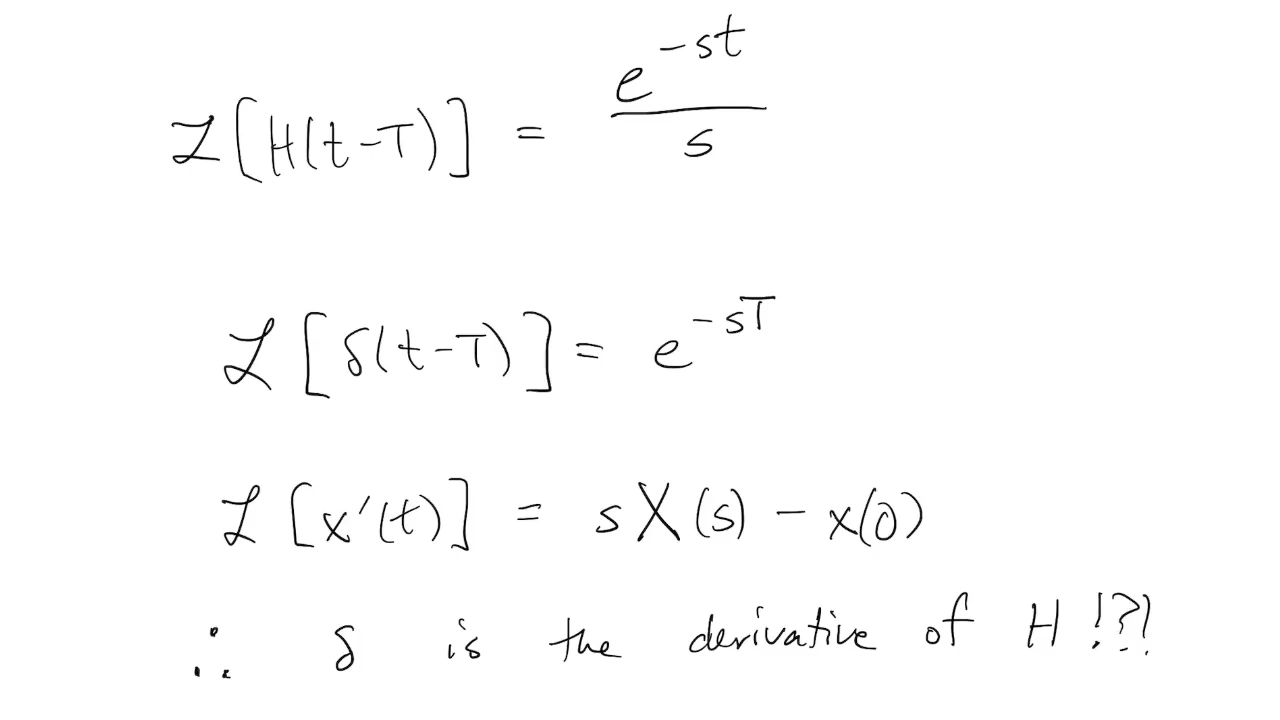 ℒ[H(t-T)] = e^{-st}/s
ℒ[δ(t-T)] = e^{-sT}
ℒ[x'(t)] = sX(s) - x(0)
∴ δ is the derivative of H!?!